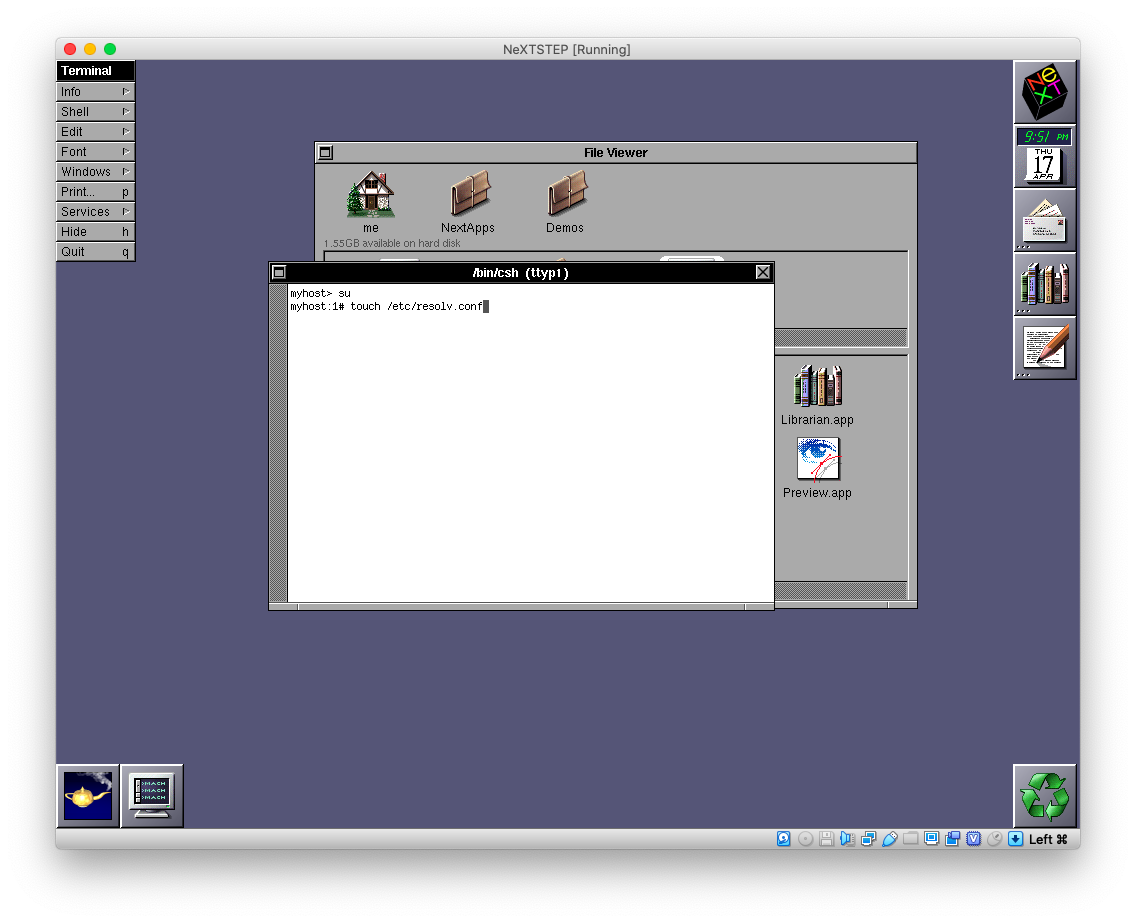 NeXTSTEP [Running]
Terminal
Info
Shell
Edit
Font
Windows
Print... p
Services
Hide h
Quit q
NeXT
9:51 PM
THU
17
APR
File Viewer
me
NextApps
Demos
1.55GB available on hard disk
/bin/csh (ttyp1)
myhost> su
myhost:1# touch /etc/resolv.conf
Librarian.app
Preview.app
>MACH
>MACH
>MACH
Left ⌘